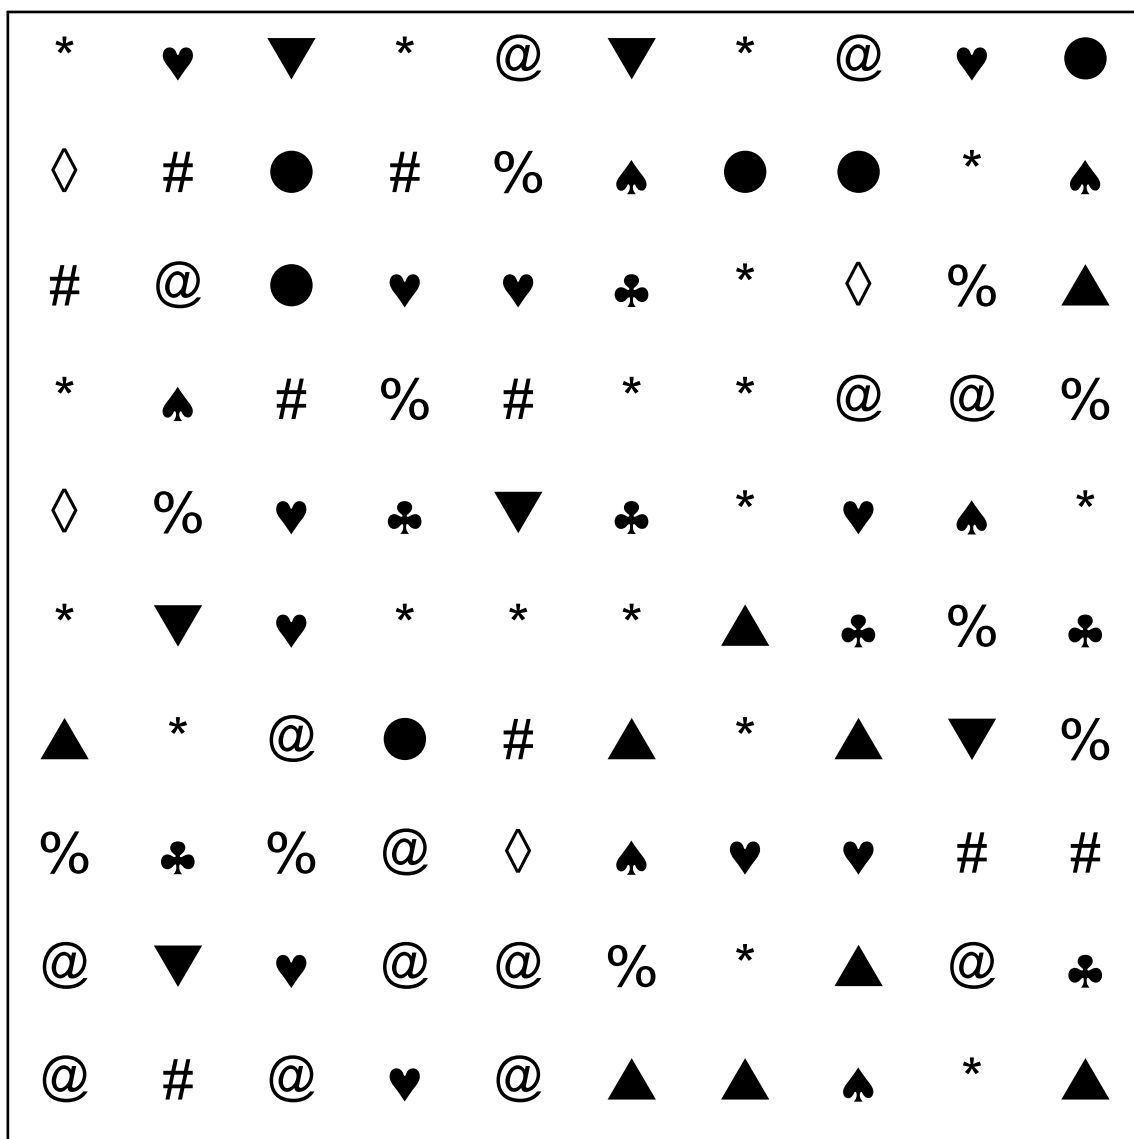 * ♥ ▼ * @ ▼ * @ ♥ ●
◊ # ● # % ♠ ● ● * ♠
# @ ● ♥ ♥ ♣ * ◊ % ▲
* ♠ # % # * * @ @ %
◊ % ♥ ♣ ▼ ♣ * ♥ ♠ *
* ▼ ♥ * * * ▲ ♣ % ♣
▲ * @ ● # ▲ * ▲ ▼ %
% ♣ % @ ◊ ♠ ♥ ♥ # #
@ ▼ ♥ @ @ % * ▲ @ ♣
@ # @ ♥ @ ▲ ▲ ♠ * ▲